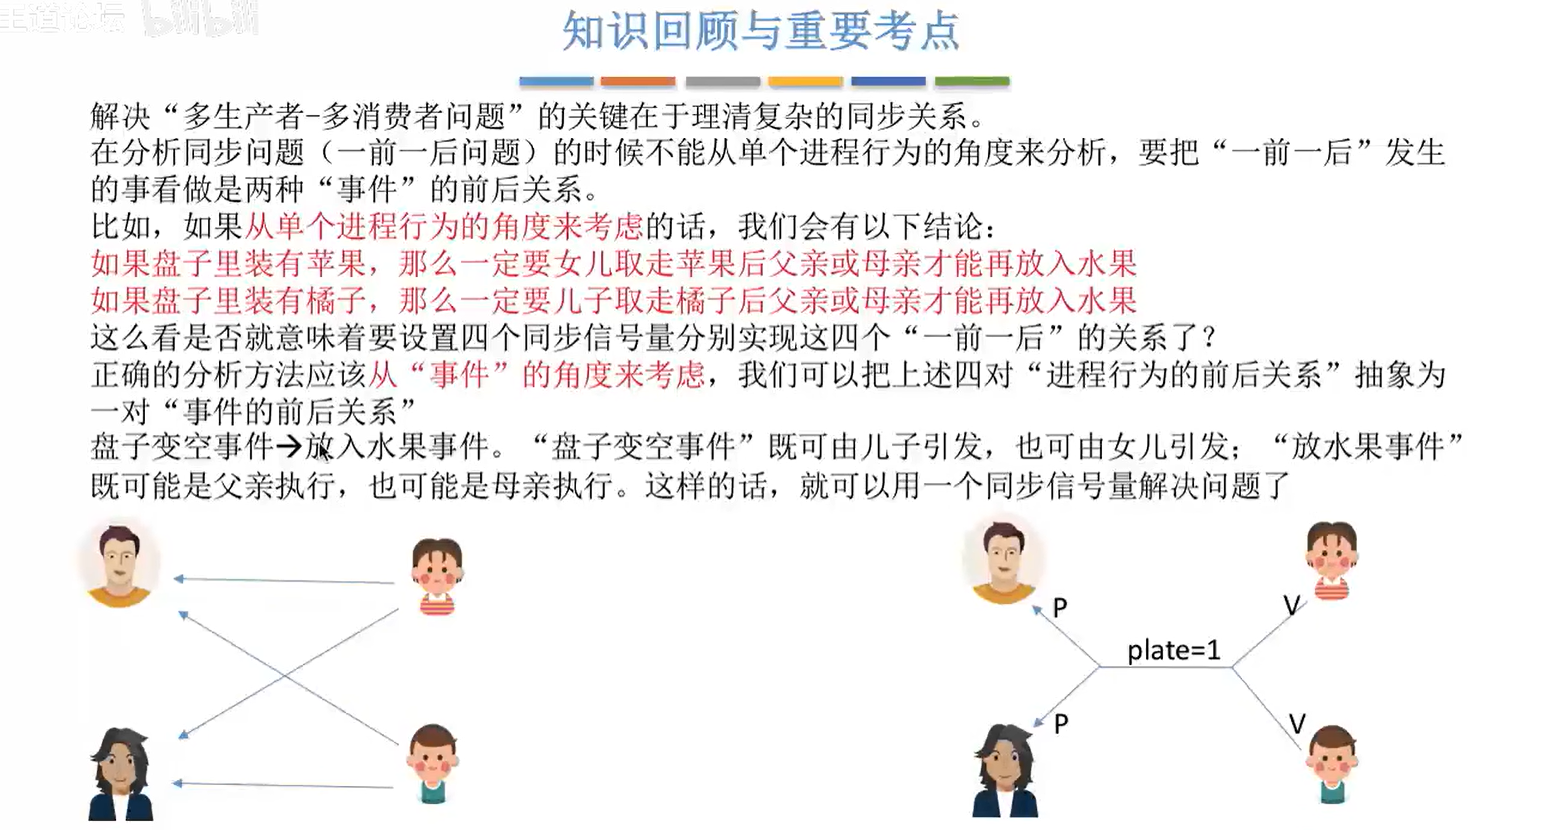 王道论坛 bilibili
知识回顾与重要考点
解决“多生产者-多消费者问题”的关键在于理清复杂的同步关系。
在分析同步问题（一前一后问题）的时候不能从单个进程行为的角度来分析，要把“一前一后”发生
的事看做是两种“事件”的前后关系。
比如，如果从单个进程行为的角度来考虑的话，我们会有以下结论：
如果盘子里装有苹果，那么一定要女儿取走苹果后父亲或母亲才能再放入水果
如果盘子里装有橘子，那么一定要儿子取走橘子后父亲或母亲才能再放入水果
这么看是否就意味着要设置四个同步信号量分别实现这四个“一前一后”的关系了？
正确的分析方法应该从“事件”的角度来考虑，我们可以把上述四对“进程行为的前后关系”抽象为
一对“事件的前后关系”
盘子变空事件→放入水果事件。“盘子变空事件”既可由儿子引发，也可由女儿引发；“放水果事件”
既可能是父亲执行，也可能是母亲执行。这样的话，就可以用一个同步信号量解决问题了
P
V
plate=1
P
V